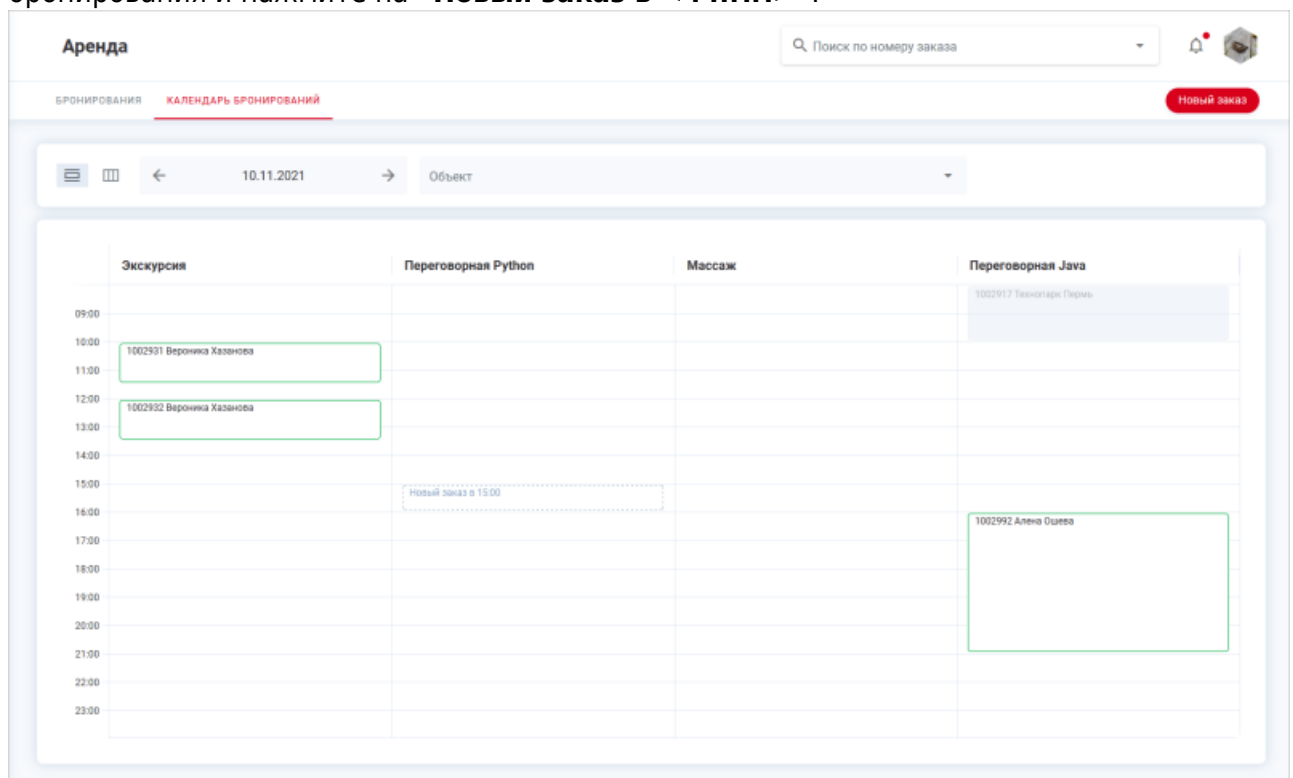 Аренда
Поиск по номеру заказа
БРОНИРОВАНИЯ КАЛЕНДАРЬ БРОНИРОВАНИЙ Новый заказ
10.11.2021 Объект
Экскурсия Переговорная Python Массаж Переговорная Java
1002917 Технопарк Пермь
09:00
10:00
1002931 Вероника Хазанова
11:00
12:00
1002932 Вероника Хазанова
13:00
14:00
15:00
Новый заказ в 15:00
16:00
1002992 Алена Ошева
17:00
18:00
19:00
20:00
21:00
22:00
23:00